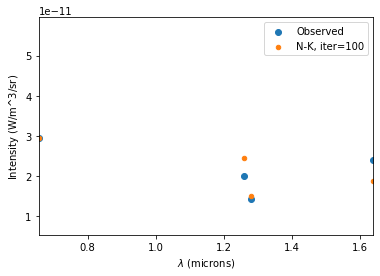 1e−11
Observed
N-K, iter=100
Intensity (W/m^3/sr)
5
4
3
2
1
0.8 1.0 1.2 1.4 1.6
λ (microns)